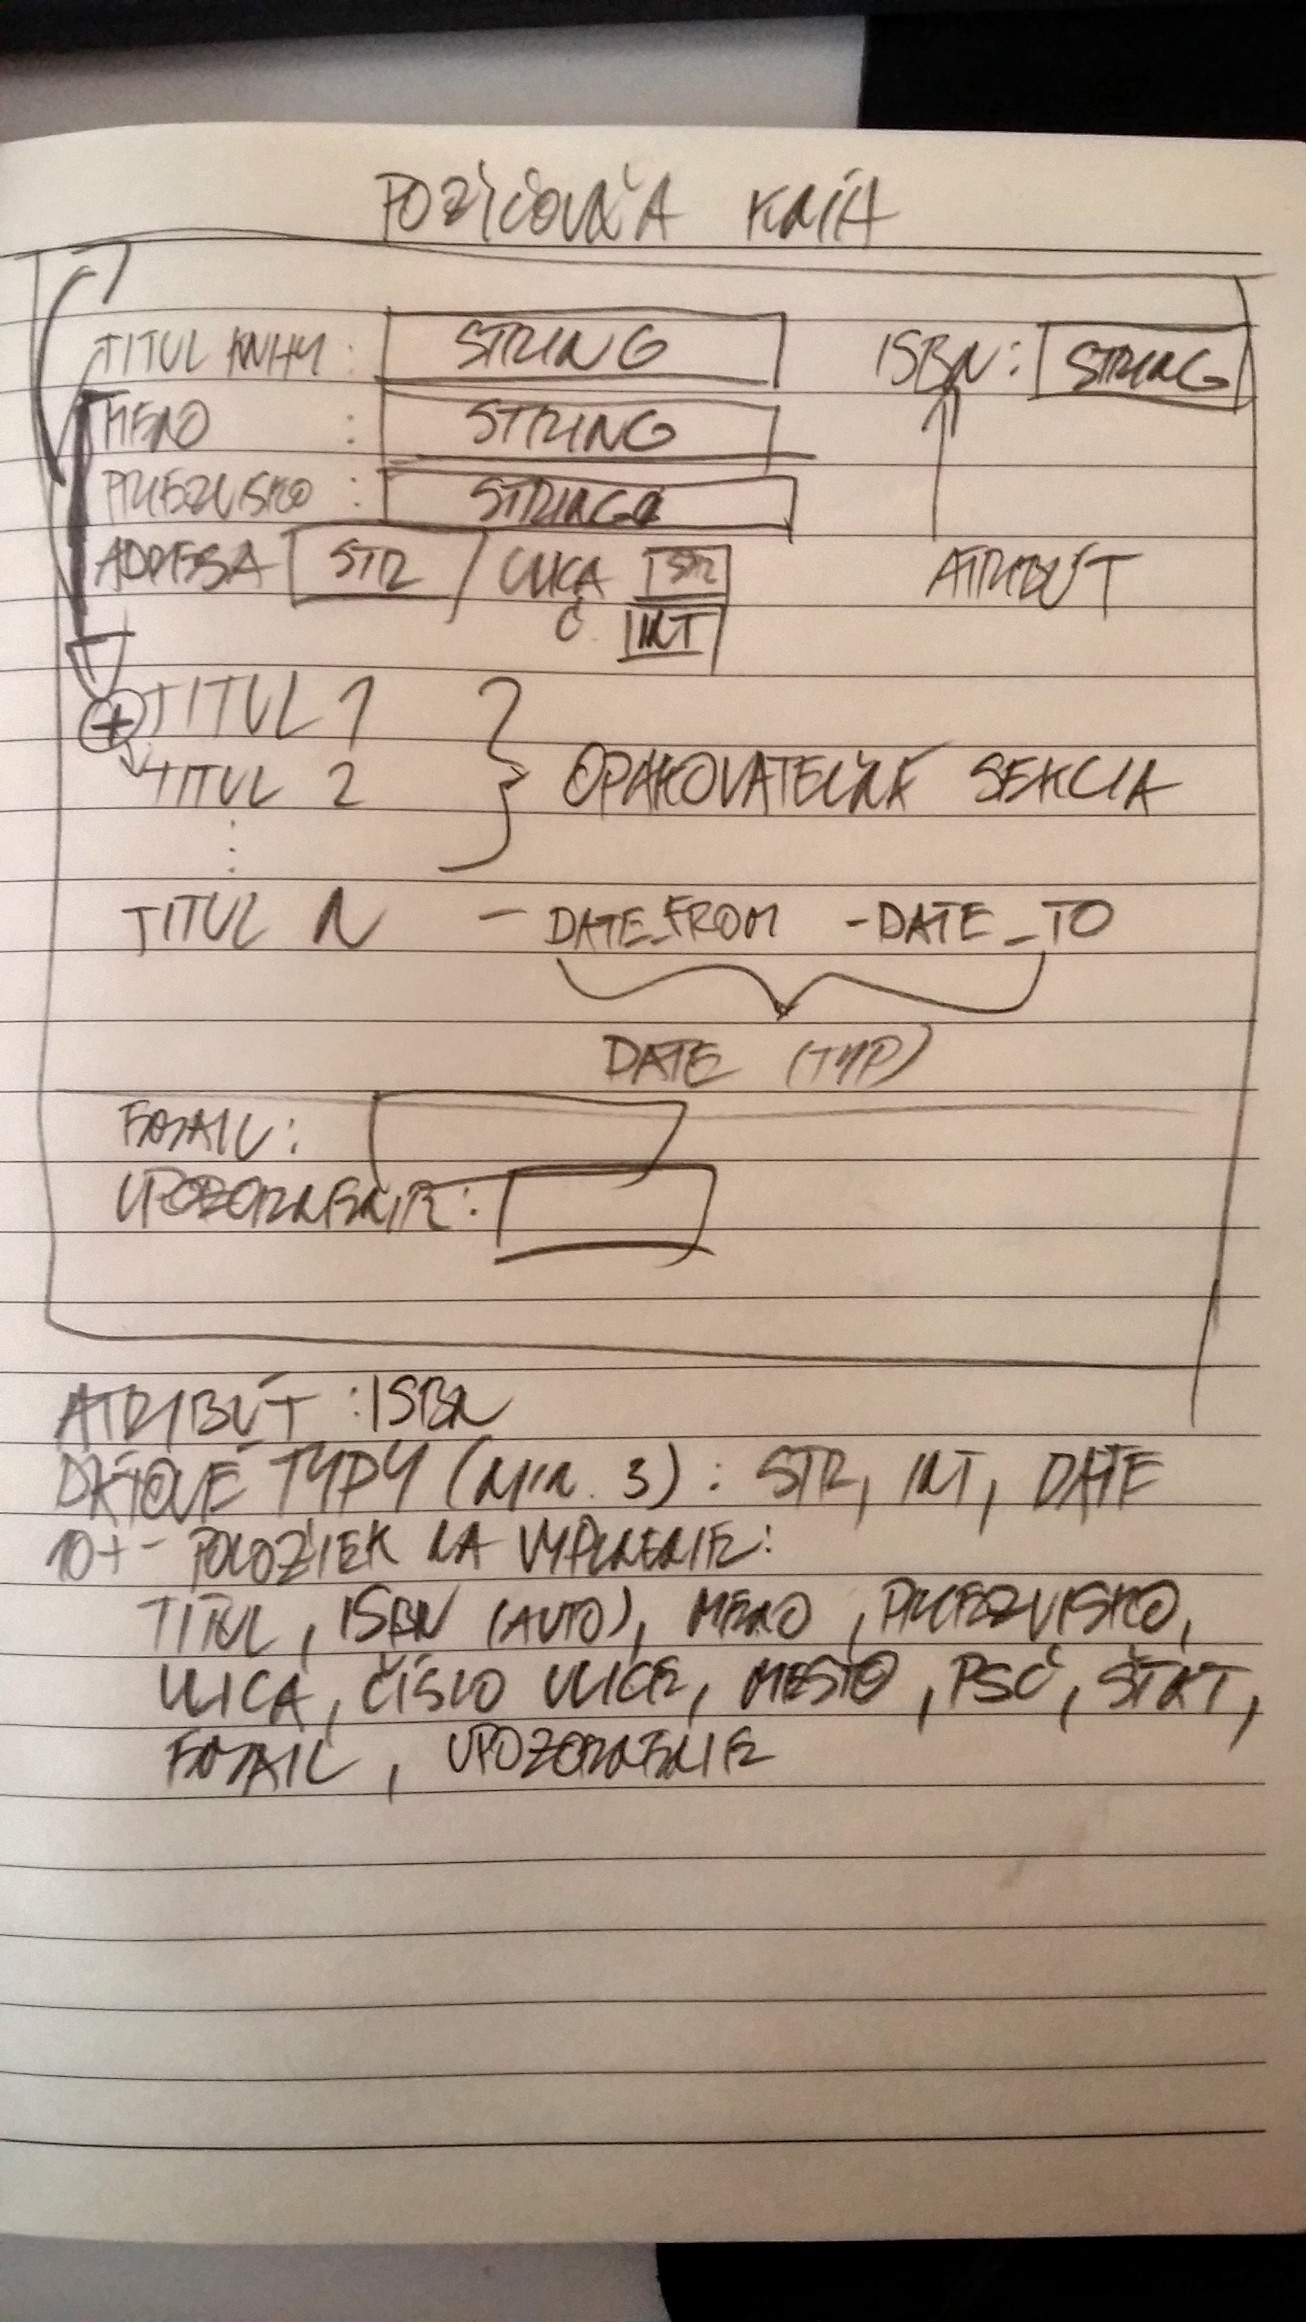 POŽIČOVŇA KNÍH
TITUL KNIHY : STRING ISBN: STRING
MENO : STRING
PRIEZVISKO : STRING
ADRESA STR / ULICA STR
Č. INT
ATRIBÚT
+ TITUL 1
TITUL 2
OPAKOVATEĽNÁ SEKCIA
⋮
TITUL N - DATE_FROM - DATE_TO
DATE (TYP)
EMAIL:
UPOZORNENIE:
ATRIBÚT : ISBN
DÁTOVÉ TYPY (MIN. 3) : STR, INT, DATE
10+- POLOŽIEK NA VYPLNENIE:
TITUL, ISBN (AUTO), MENO, PRIEZVISKO,
ULICA, ČÍSLO ULICE, MESTO, PSČ, ŠTÁT,
EMAIL, UPOZORNENIE